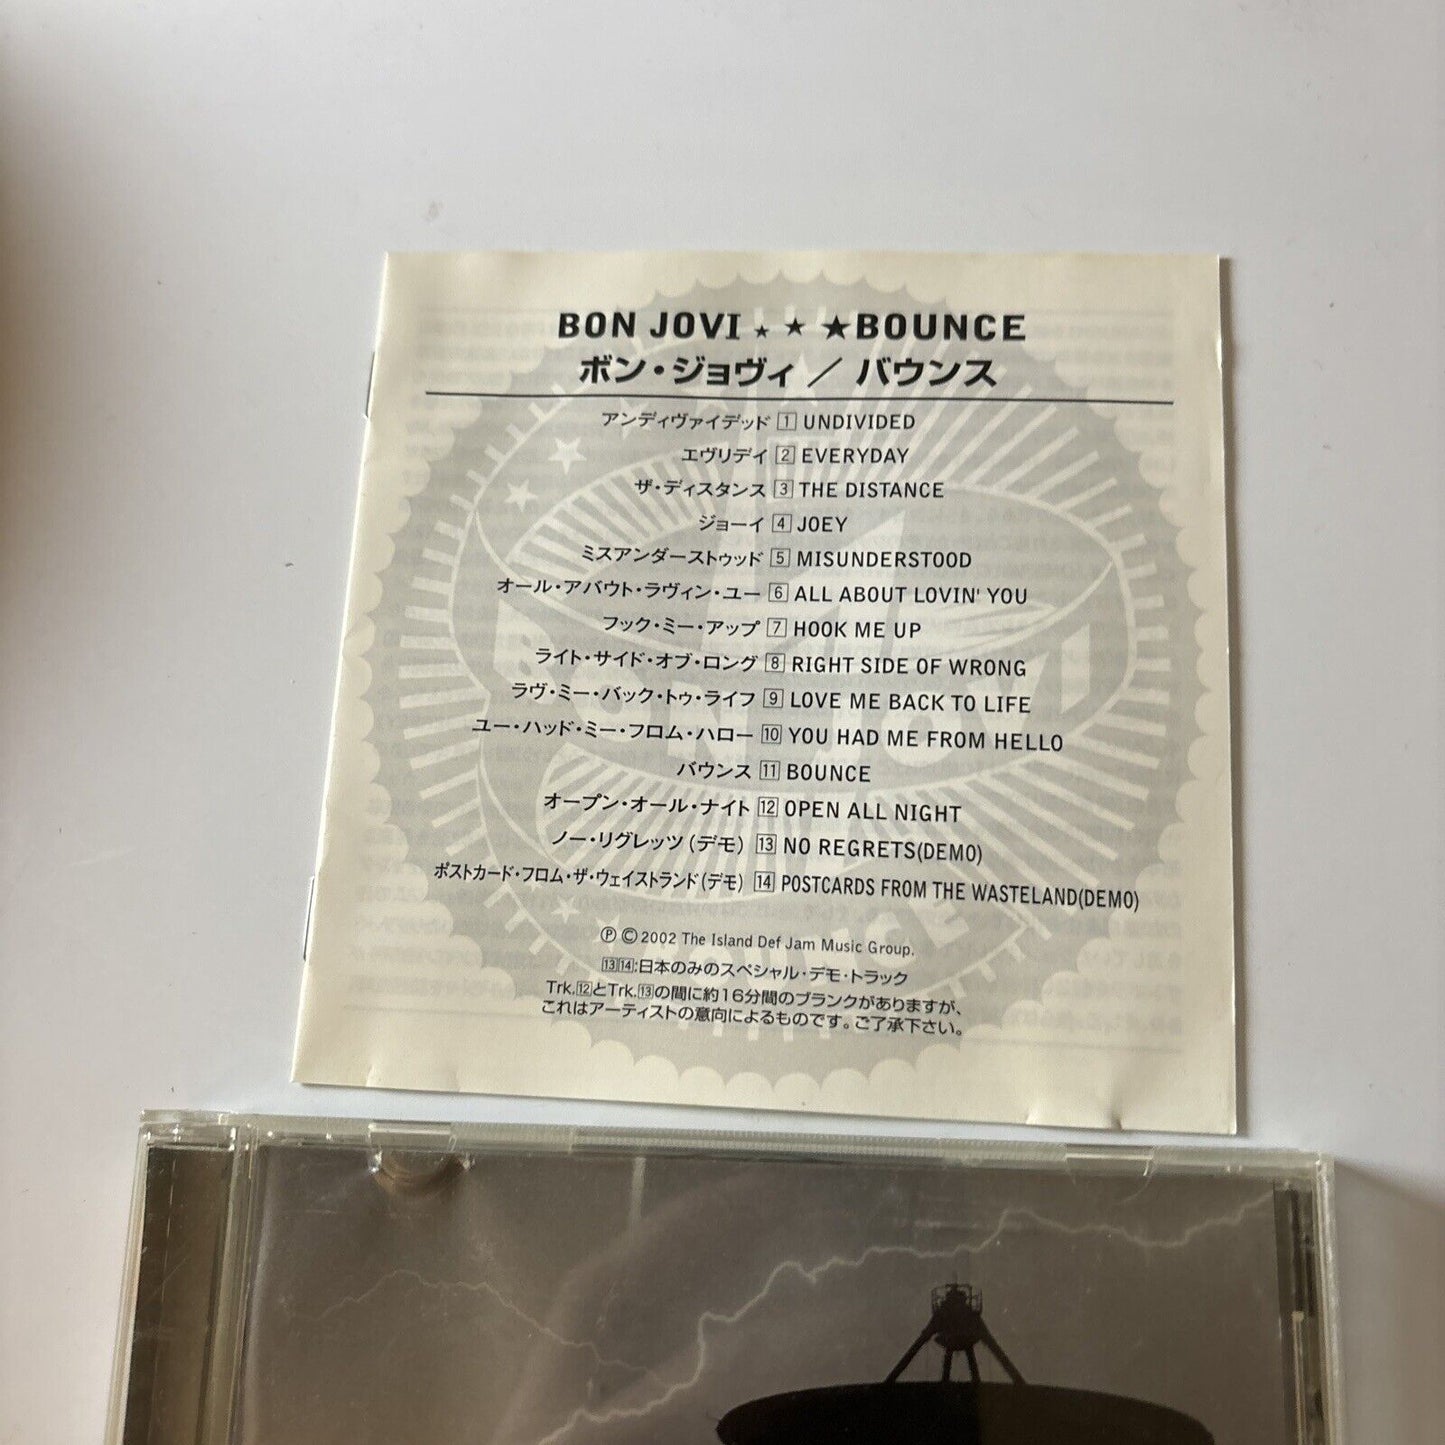 BON JOVI ★ ★ ★BOUNCE
ボン・ジョヴィ / バウンス
アンディヴァイデッド 1 UNDIVIDED
エヴリデイ 2 EVERYDAY
ザ・ディスタンス 3 THE DISTANCE
ジョーイ 4 JOEY
ミスアンダーストゥッド 5 MISUNDERSTOOD
オール・アバウト・ラヴィン・ユー 6 ALL ABOUT LOVIN' YOU
フック・ミー・アップ 7 HOOK ME UP
ライト・サイド・オブ・ロング 8 RIGHT SIDE OF WRONG
ラヴ・ミー・バック・トゥ・ライフ 9 LOVE ME BACK TO LIFE
ユー・ハッド・ミー・フロム・ハロー 10 YOU HAD ME FROM HELLO
バウンス 11 BOUNCE
オープン・オール・ナイト 12 OPEN ALL NIGHT
ノー・リグレッツ(デモ) 13 NO REGRETS(DEMO)
ポストカード・フロム・ザ・ウェイストランド(デモ) 14 POSTCARDS FROM THE WASTELAND(DEMO)
℗ © 2002 The Island Def Jam Music Group.
13 14:日本のみのスペシャル・デモ・トラック
Trk.12とTrk.13の間に約16分間のブランクがありますが、
これはアーティストの意向によるものです。ご了承下さい。